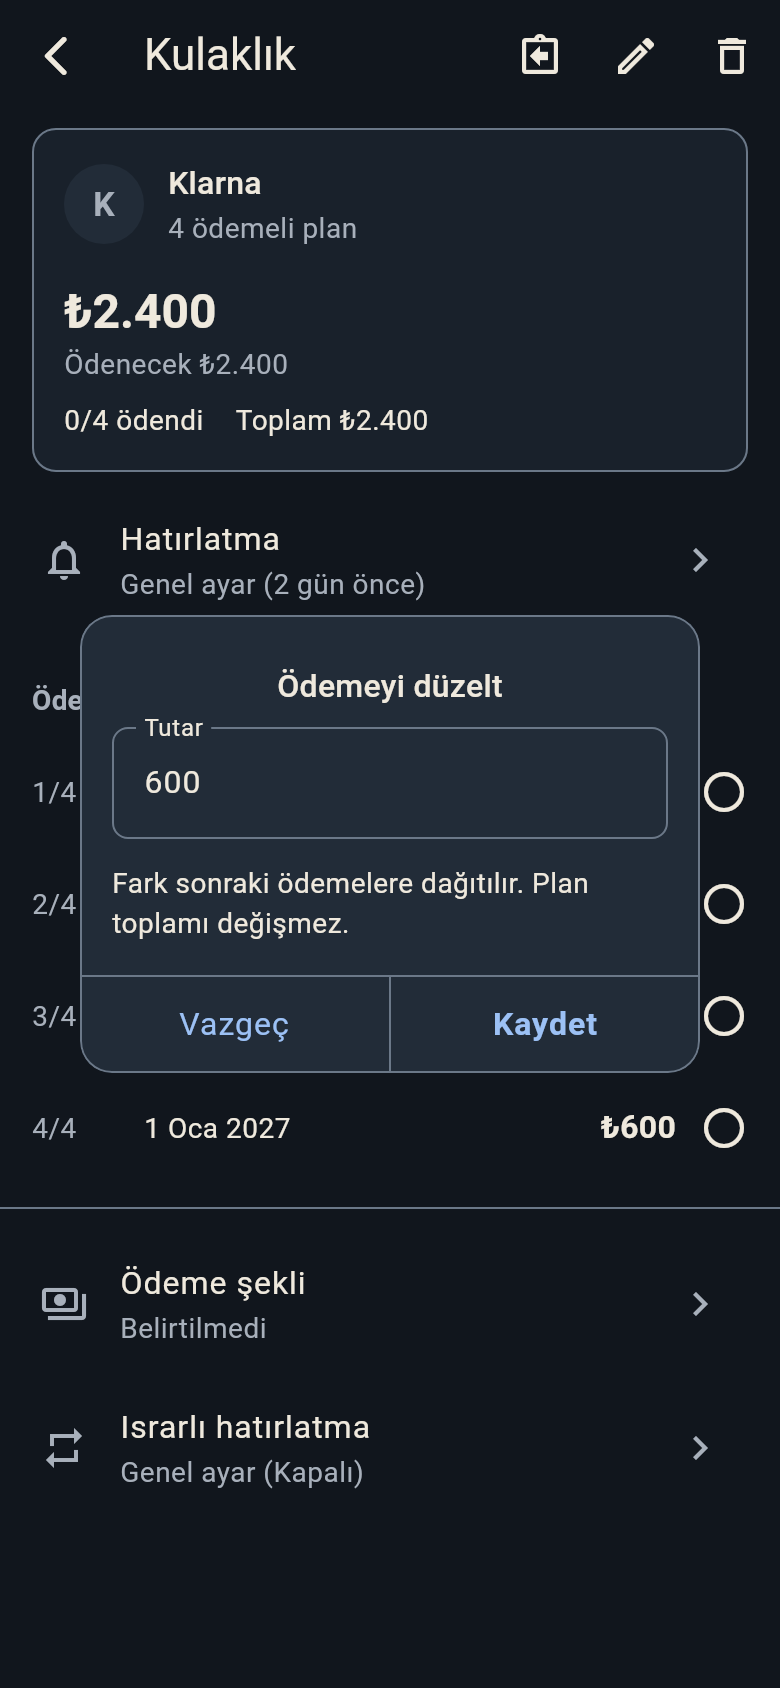 Kulaklık
K
Klarna
4 ödemeli plan
₺2.400
Ödenecek ₺2.400
0/4 ödendi Toplam ₺2.400
Hatırlatma
Genel ayar (2 gün önce)
Ödemeyi düzelt
Tutar
600
Fark sonraki ödemelere dağıtılır. Plan
toplamı değişmez.
Vazgeç Kaydet
1/4
2/4
3/4
4/4 1 Oca 2027 ₺600
Ödeme şekli
Belirtilmedi
Israrlı hatırlatma
Genel ayar (Kapalı)